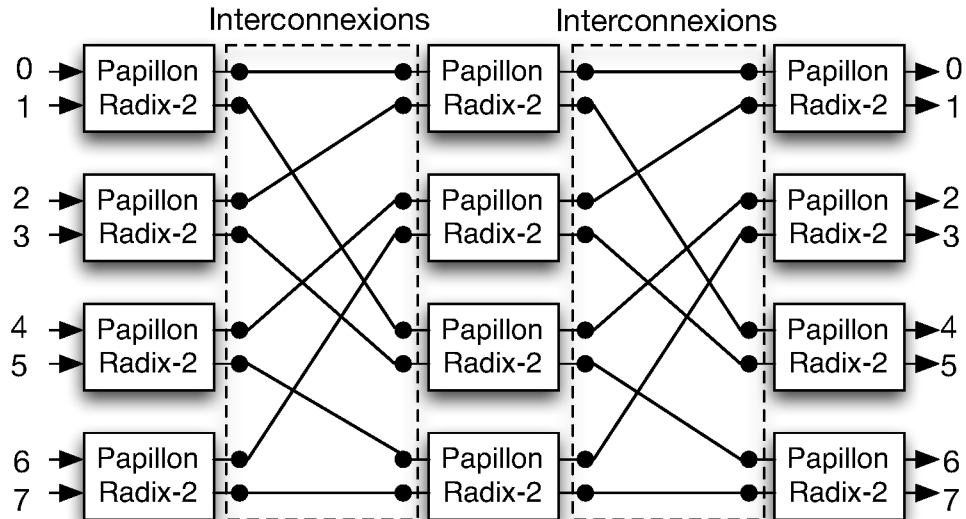 Interconnexions Interconnexions
0 Papillon Papillon Papillon 0
1 Radix-2 Radix-2 Radix-2 1
2 Papillon Papillon Papillon 2
3 Radix-2 Radix-2 Radix-2 3
4 Papillon Papillon Papillon 4
5 Radix-2 Radix-2 Radix-2 5
6 Papillon Papillon Papillon 6
7 Radix-2 Radix-2 Radix-2 7